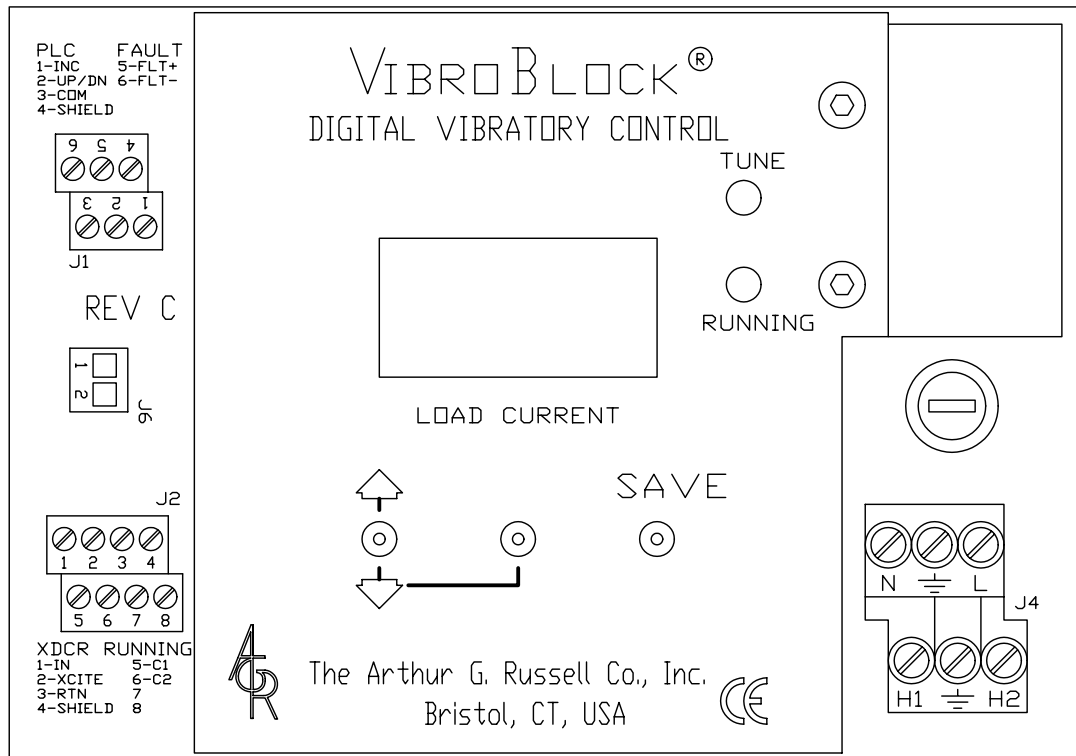 PLC FAULT
1-INC 5-FLT+
2-UP/DN 6-FLT-
3-COM
4-SHIELD
6 5 4
3 2 1
J1
REV C
1
2
J6
J2
1 2 3 4
5 6 7 8
XDCR RUNNING
1-IN 5-C1
2-XCITE 6-C2
3-RTN 7
4-SHIELD 8
VIBROBLOCK®
DIGITAL VIBRATORY CONTROL
TUNE
RUNNING
LOAD CURRENT
SAVE
AGR
The Arthur G. Russell Co., Inc.
Bristol, CT, USA
CE
N L
J4
H1 H2